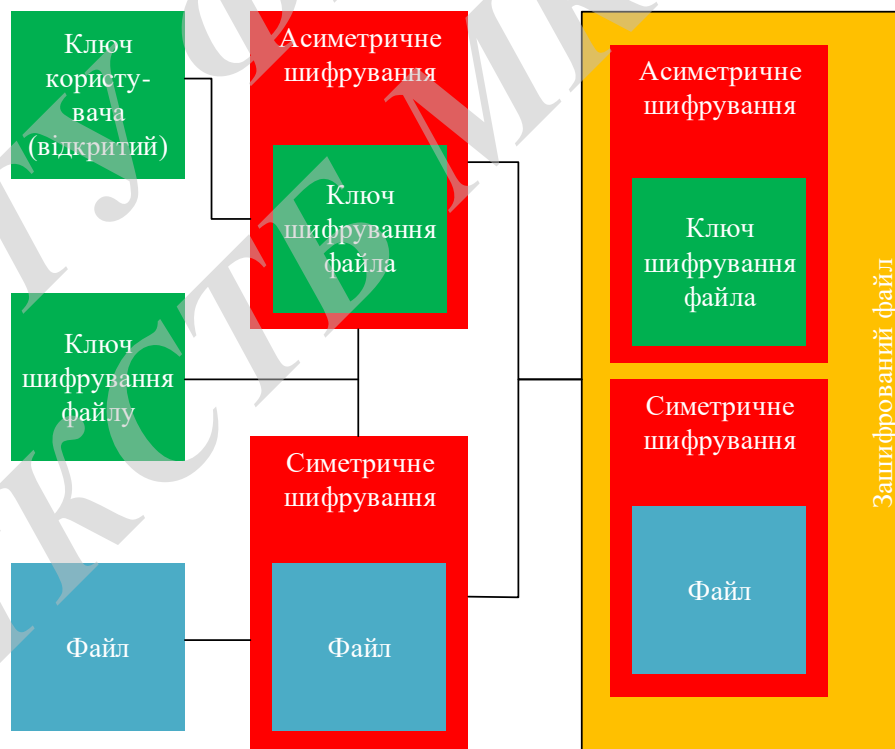 Ключ
користу-
вача
(відкритий)
Ключ
шифрування
файлу
Файл
Асиметричне
шифрування
Ключ
шифрування
файла
Симетричне
шифрування
Файл
Асиметричне
шифрування
Ключ
шифрування
файла
Симетричне
шифрування
Файл
Зашифрований файл